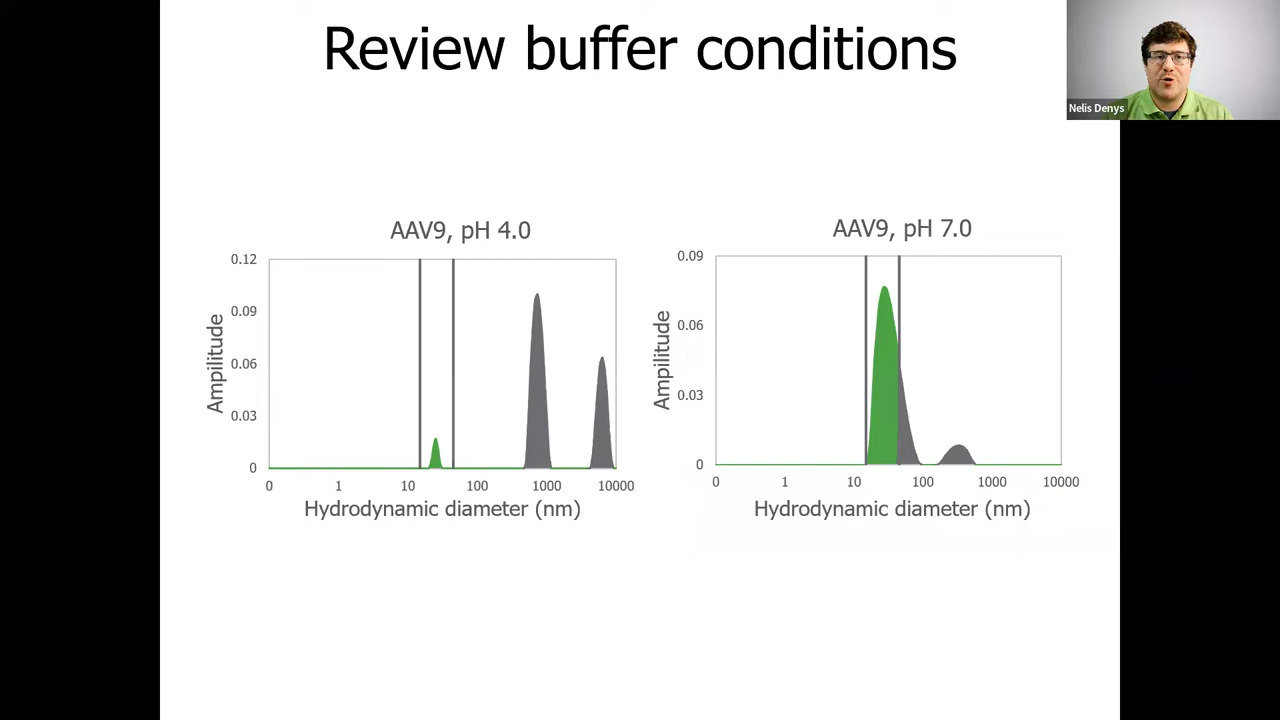 Review buffer conditions
Nelis Denys
AAV9, pH 4.0
0.12
0.09
0.06
0.03
0
0 1 10 100 1000 10000
Ampilitude
Hydrodynamic diameter (nm)
AAV9, pH 7.0
0.09
0.06
0.03
0
0 1 10 100 1000 10000
Ampilitude
Hydrodynamic diameter (nm)